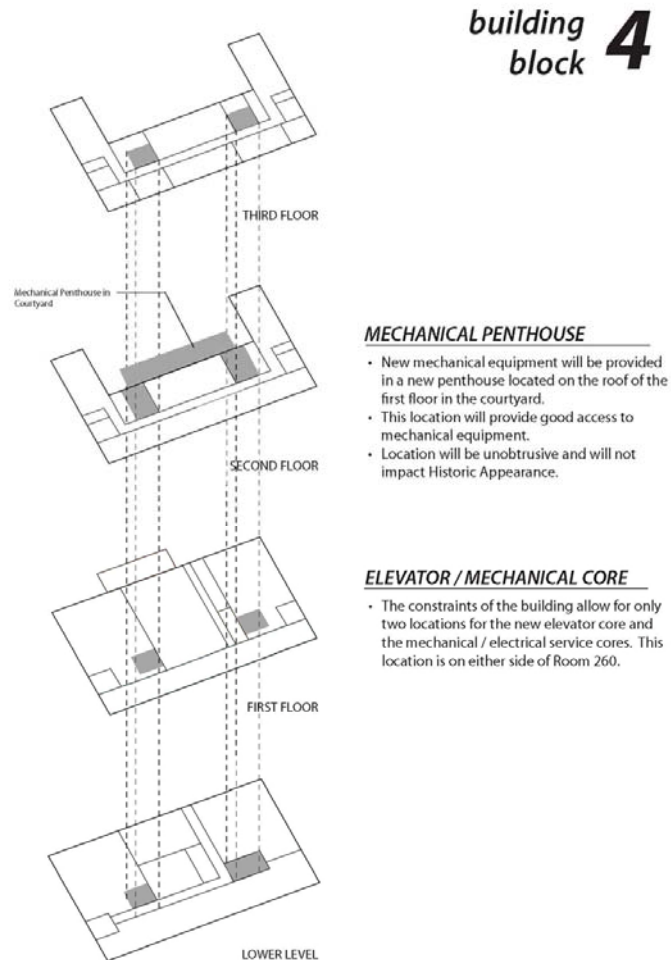 building
block 4
THIRD FLOOR
Mechanical Penthouse in
Courtyard
MECHANICAL PENTHOUSE
• New mechanical equipment will be provided
in a new penthouse located on the roof of the
first floor in the courtyard.
• This location will provide good access to
mechanical equipment.
• Location will be unobtrusive and will not
impact Historic Appearance.
SECOND FLOOR
ELEVATOR / MECHANICAL CORE
• The constraints of the building allow for only
two locations for the new elevator core and
the mechanical / electrical service cores. This
location is on either side of Room 260.
FIRST FLOOR
LOWER LEVEL